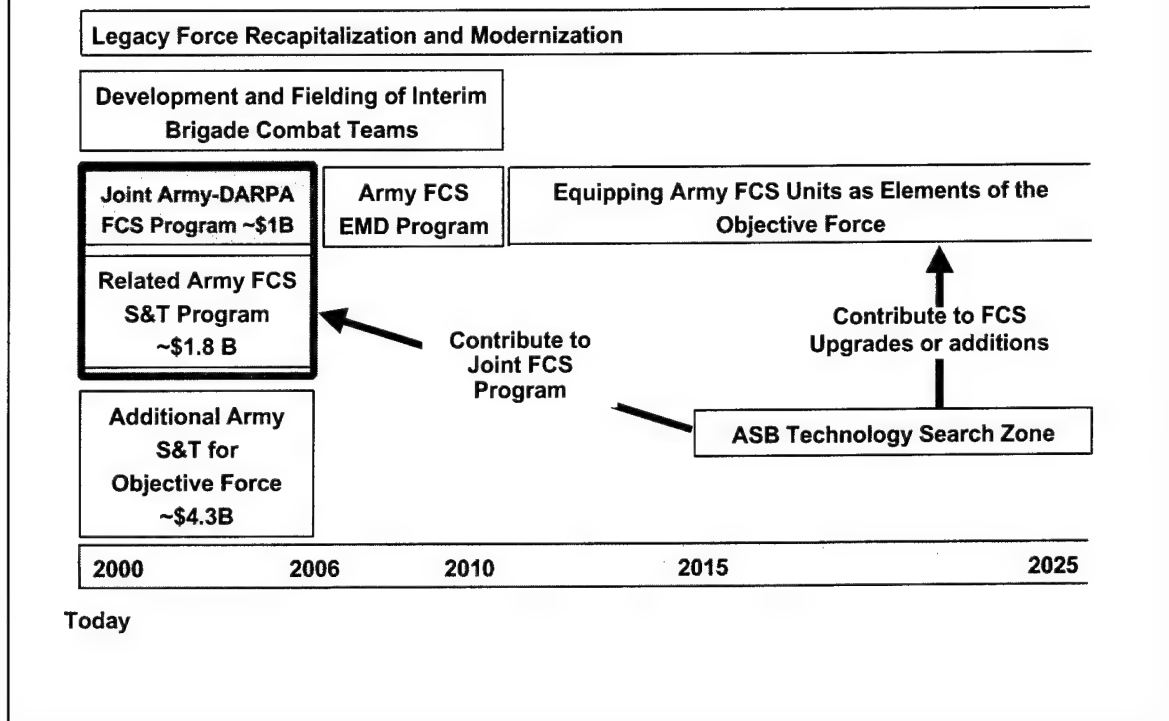 Legacy Force Recapitalization and Modernization
Development and Fielding of Interim
Brigade Combat Teams
Joint Army-DARPA
FCS Program ~$1B
Army FCS
EMD Program
Equipping Army FCS Units as Elements of the
Objective Force
Related Army FCS
S&T Program
~$1.8 B
Contribute to
Joint FCS
Program
Contribute to FCS
Upgrades or additions
Additional Army
S&T for
Objective Force
~$4.3B
ASB Technology Search Zone
2000 2006 2010 2015 2025
Today